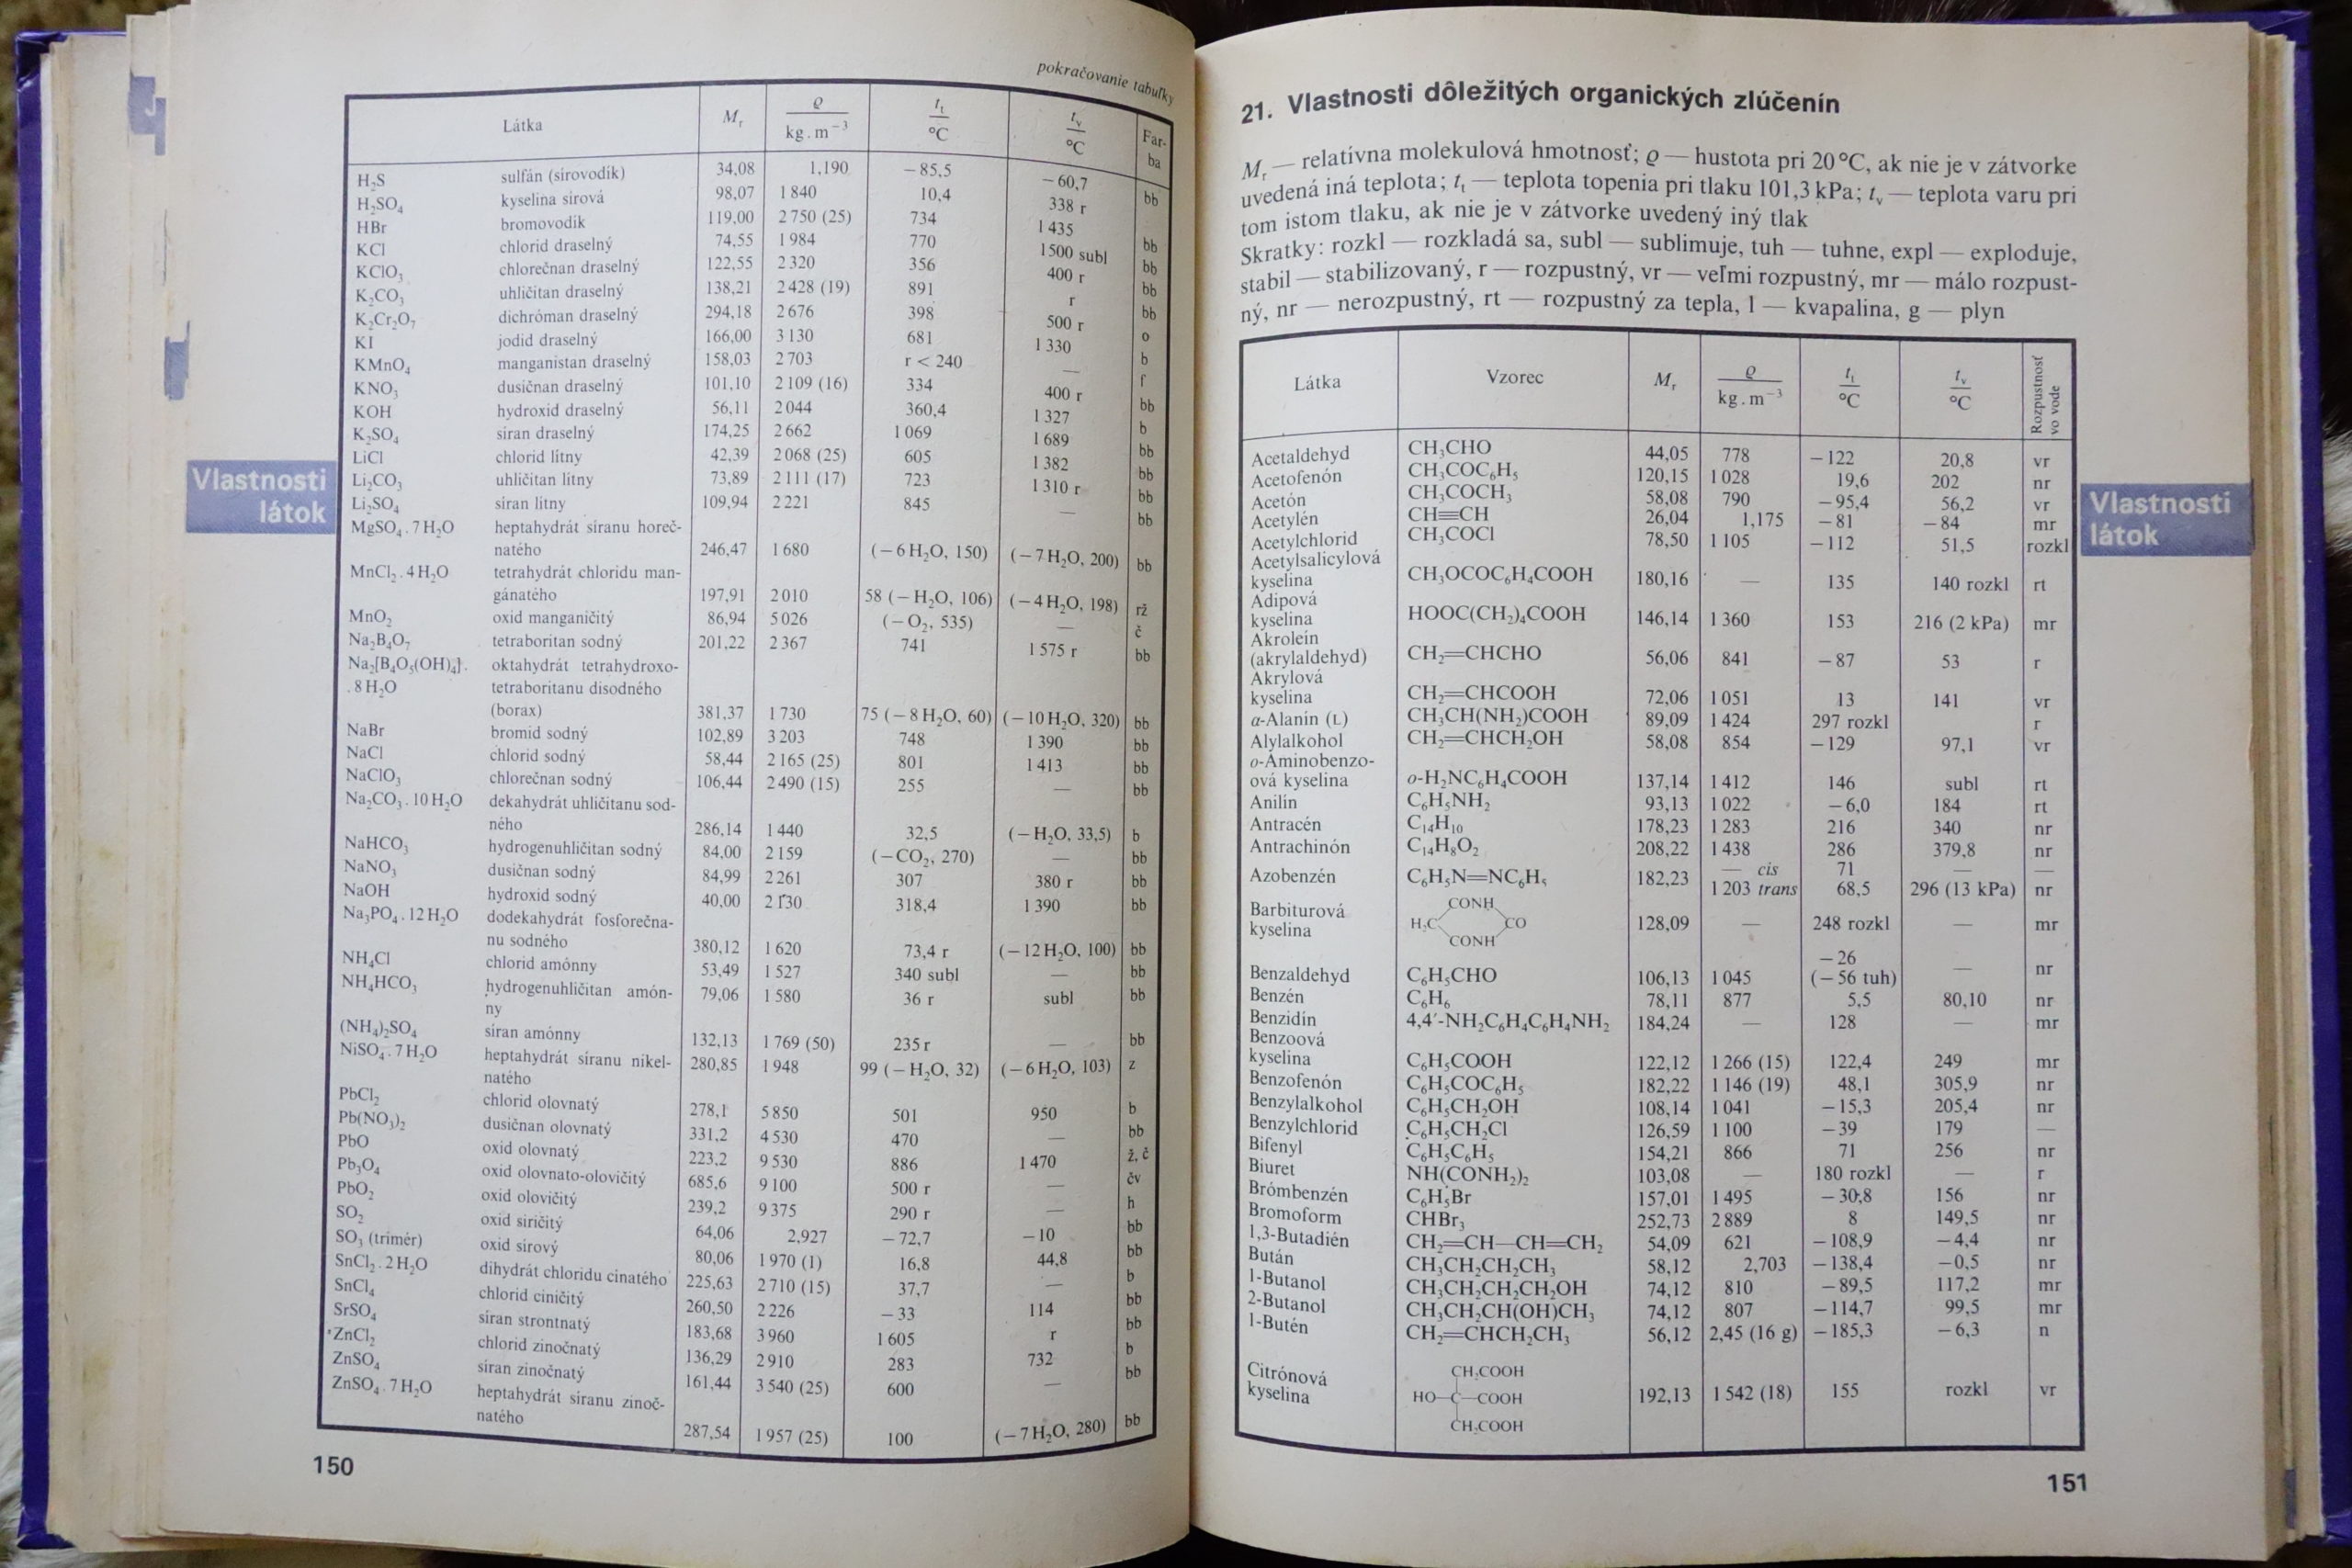 pokračovanie tabuľky
Látka Mᵣ ϱ/kg.m⁻³ tₜ/°C tᵥ/°C Far-ba
H₂S sulfán (sírovodík) 34,08 1,190 −85,5 −60,7
H₂SO₄ kyselina sírová 98,07 1 840 10,4 338 r bb
HBr bromovodík 119,00 2 750 (25) 734 1 435
KCl chlorid draselný 74,55 1 984 770 1500 subl bb
KClO₃ chlorečnan draselný 122,55 2 320 356 400 r bb
K₂CO₃ uhličitan draselný 138,21 2 428 (19) 891 r bb
K₂Cr₂O₇ dichróman draselný 294,18 2 676 398 500 r bb
KI jodid draselný 166,00 3 130 681 1 330 o
KMnO₄ manganistan draselný 158,03 2 703 r < 240 — b
KNO₃ dusičnan draselný 101,10 2 109 (16) 334 400 r f
KOH hydroxid draselný 56,11 2 044 360,4 1 327 bb
K₂SO₄ síran draselný 174,25 2 662 1 069 1 689 b
LiCl chlorid lítny 42,39 2 068 (25) 605 1 382 bb
Li₂CO₃ uhličitan lítny 73,89 2 111 (17) 723 1 310 r bb
Li₂SO₄ síran lítny 109,94 2 221 845 — bb
MgSO₄.7H₂O heptahydrát síranu horeč- bb
natého 246,47 1 680 (−6H₂O, 150) (−7H₂O, 200) bb
MnCl₂.4H₂O tetrahydrát chloridu man-
gánatého 197,91 2 010 58 (−H₂O, 106) (−4H₂O, 198) rž
MnO₂ oxid manganičitý 86,94 5 026 (−O₂, 535) — č
Na₂B₄O₇ tetraboritan sodný 201,22 2 367 741 1 575 r bb
Na₂[B₄O₅(OH)₄]. oktahydrát tetrahydroxo-
.8H₂O tetraboritanu disodného
(borax) 381,37 1 730 75 (−8H₂O, 60) (−10H₂O, 320) bb
NaBr bromid sodný 102,89 3 203 748 1 390 bb
NaCl chlorid sodný 58,44 2 165 (25) 801 1 413 bb
NaClO₃ chlorečnan sodný 106,44 2 490 (15) 255 — bb
Na₂CO₃.10H₂O dekahydrát uhličitanu sod-
ného 286,14 1 440 32,5 (−H₂O, 33,5) b
NaHCO₃ hydrogenuhličitan sodný 84,00 2 159 (−CO₂, 270) — bb
NaNO₃ dusičnan sodný 84,99 2 261 307 380 r bb
NaOH hydroxid sodný 40,00 2 130 318,4 1 390 bb
Na₃PO₄.12H₂O dodekahydrát fosforečna-
nu sodného 380,12 1 620 73,4 r (−12H₂O, 100) bb
NH₄Cl chlorid amónny 53,49 1 527 340 subl — bb
NH₄HCO₃ hydrogenuhličitan amón- 79,06 1 580 36 r subl bb
ny
(NH₄)₂SO₄ síran amónny 132,13 1 769 (50) 235 r — bb
NiSO₄.7H₂O heptahydrát síranu nikel- 280,85 1 948 99 (−H₂O, 32) (−6H₂O, 103) z
natého
PbCl₂ chlorid olovnatý 278,1 5 850 501 950 b
Pb(NO₃)₂ dusičnan olovnatý 331,2 4 530 470 — bb
PbO oxid olovnatý 223,2 9 530 886 1 470 ž, č
Pb₃O₄ oxid olovnato-olovičitý 685,6 9 100 500 r — čv
PbO₂ oxid olovičitý 239,2 9 375 290 r — h
SO₂ oxid siričitý 64,06 2,927 −72,7 −10 bb
SO₃ (trimér) oxid sírový 80,06 1 970 (1) 16,8 44,8 bb
SnCl₂.2H₂O dihydrát chloridu cínatého 225,63 2 710 (15) 37,7 — b
SnCl₄ chlorid ciničitý 260,50 2 226 −33 114 bb
SrSO₄ síran strontnatý 183,68 3 960 1 605 r bb
ZnCl₂ chlorid zinočnatý 136,29 2 910 283 732 b
ZnSO₄ síran zinočnatý 161,44 3 540 (25) 600 — bb
ZnSO₄.7H₂O heptahydrát síranu zinoč-
natého 287,54 1 957 (25) 100 (−7H₂O, 280) bb
Vlastnosti
látok
150
21. Vlastnosti dôležitých organických zlúčenín
Mᵣ — relatívna molekulová hmotnosť; ϱ — hustota pri 20 °C, ak nie je v zátvorke
uvedená iná teplota; tₜ — teplota topenia pri tlaku 101,3 kPa; tᵥ — teplota varu pri
tom istom tlaku, ak nie je v zátvorke uvedený iný tlak
Skratky: rozkl — rozkladá sa, subl — sublimuje, tuh — tuhne, expl — exploduje,
stabil — stabilizovaný, r — rozpustný, vr — veľmi rozpustný, mr — málo rozpust-
ný, nr — nerozpustný, rt — rozpustný za tepla, l — kvapalina, g — plyn
Látka Vzorec Mᵣ ϱ/kg.m⁻³ tₜ/°C tᵥ/°C Rozpustnosť vo vode
Acetaldehyd CH₃CHO 44,05 778 −122 20,8 vr
Acetofenón CH₃COC₆H₅ 120,15 1 028 19,6 202 nr
Acetón CH₃COCH₃ 58,08 790 −95,4 56,2 vr
Acetylén CH≡CH 26,04 1,175 −81 −84 mr
Acetylchlorid CH₃COCl 78,50 1 105 −112 51,5 rozkl
Acetylsalicylová
kyselina CH₃OCOC₆H₄COOH 180,16 — 135 140 rozkl rt
Adipová
kyselina HOOC(CH₂)₄COOH 146,14 1 360 153 216 (2 kPa) mr
Akroleín
(akrylaldehyd) CH₂=CHCHO 56,06 841 −87 53 r
Akrylová
kyselina CH₂=CHCOOH 72,06 1 051 13 141 vr
α-Alanín (L) CH₃CH(NH₂)COOH 89,09 1 424 297 rozkl r
Alylalkohol CH₂=CHCH₂OH 58,08 854 −129 97,1 vr
o-Aminobenzo-
ová kyselina o-H₂NC₆H₄COOH 137,14 1 412 146 subl rt
Anilín C₆H₅NH₂ 93,13 1 022 −6,0 184 rt
Antracén C₁₄H₁₀ 178,23 1 283 216 340 nr
Antrachinón C₁₄H₈O₂ 208,22 1 438 286 379,8 nr
— cis 71 — —
Azobenzén C₆H₅N=NC₆H₅ 182,23 1 203 trans 68,5 296 (13 kPa) nr
CONH
Barbiturová H₂C CO 128,09 — 248 rozkl — mr
kyselina CONH
−26
Benzaldehyd C₆H₅CHO 106,13 1 045 (−56 tuh) — nr
Benzén C₆H₆ 78,11 877 5,5 80,10 nr
Benzidín 4,4′-NH₂C₆H₄C₆H₄NH₂ 184,24 — 128 — mr
Benzoová
kyselina C₆H₅COOH 122,12 1 266 (15) 122,4 249 mr
Benzofenón C₆H₅COC₆H₅ 182,22 1 146 (19) 48,1 305,9 nr
Benzylalkohol C₆H₅CH₂OH 108,14 1 041 −15,3 205,4 nr
Benzylchlorid C₆H₅CH₂Cl 126,59 1 100 −39 179 —
Bifenyl C₆H₅C₆H₅ 154,21 866 71 256 nr
Biuret NH(CONH₂)₂ 103,08 — 180 rozkl — r
Brómbenzén C₆H₅Br 157,01 1 495 −30,8 156 nr
Bromoform CHBr₃ 252,73 2 889 8 149,5 nr
1,3-Butadién CH₂=CH—CH=CH₂ 54,09 621 −108,9 −4,4 nr
Bután CH₃CH₂CH₂CH₃ 58,12 2,703 −138,4 −0,5 nr
1-Butanol CH₃CH₂CH₂CH₂OH 74,12 810 −89,5 117,2 mr
2-Butanol CH₃CH₂CH(OH)CH₃ 74,12 807 −114,7 99,5 mr
1-Butén CH₂=CHCH₂CH₃ 56,12 2,45 (16 g) −185,3 −6,3 n
CH₂COOH
Citrónová
kyselina HO—C—COOH 192,13 1 542 (18) 155 rozkl vr
CH₂COOH
Vlastnosti
látok
151